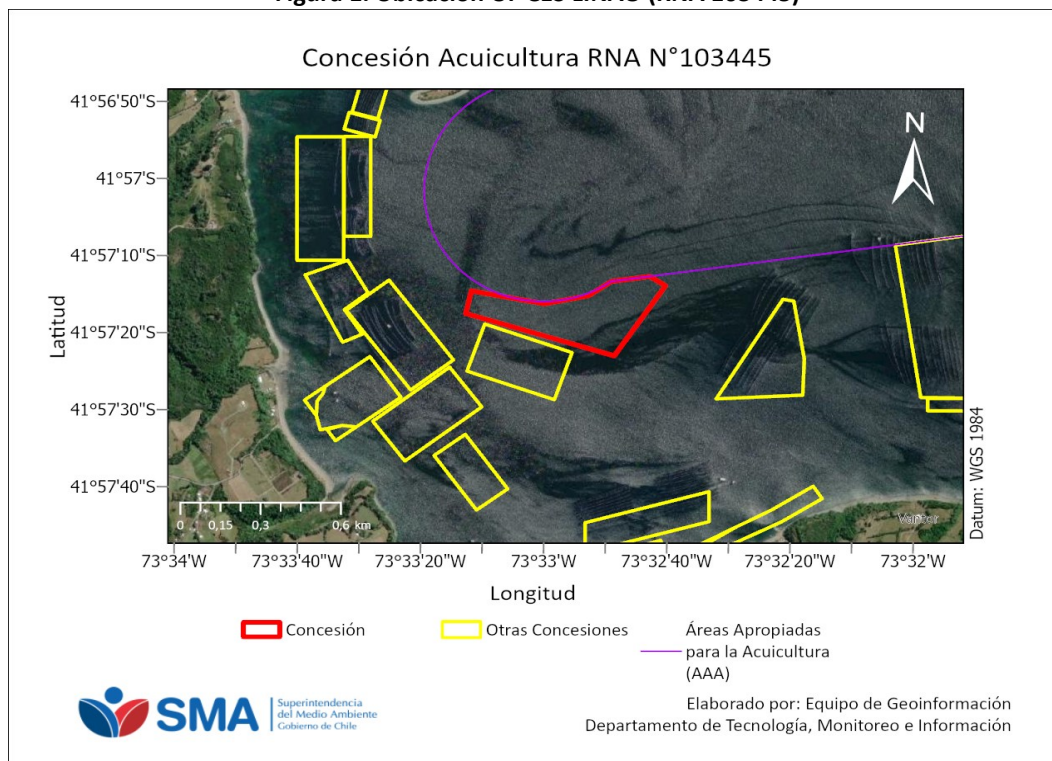 Concesión Acuicultura RNA N°103445
N
41°56'50"S
41°57'S
41°57'10"S
41°57'20"S
41°57'30"S
41°57'40"S
Latitud
Datum: WGS 1984
0 0,15 0,3 0,6 km
73°34'W 73°33'40"W 73°33'20"W 73°33'W 73°32'40"W 73°32'20"W 73°32'W
Longitud
Concesión
Otras Concesiones
Áreas Apropiadas
para la Acuicultura
(AAA)
SMA
Superintendencia
del Medio Ambiente
Gobierno de Chile
Elaborado por: Equipo de Geoinformación
Departamento de Tecnología, Monitoreo e Información